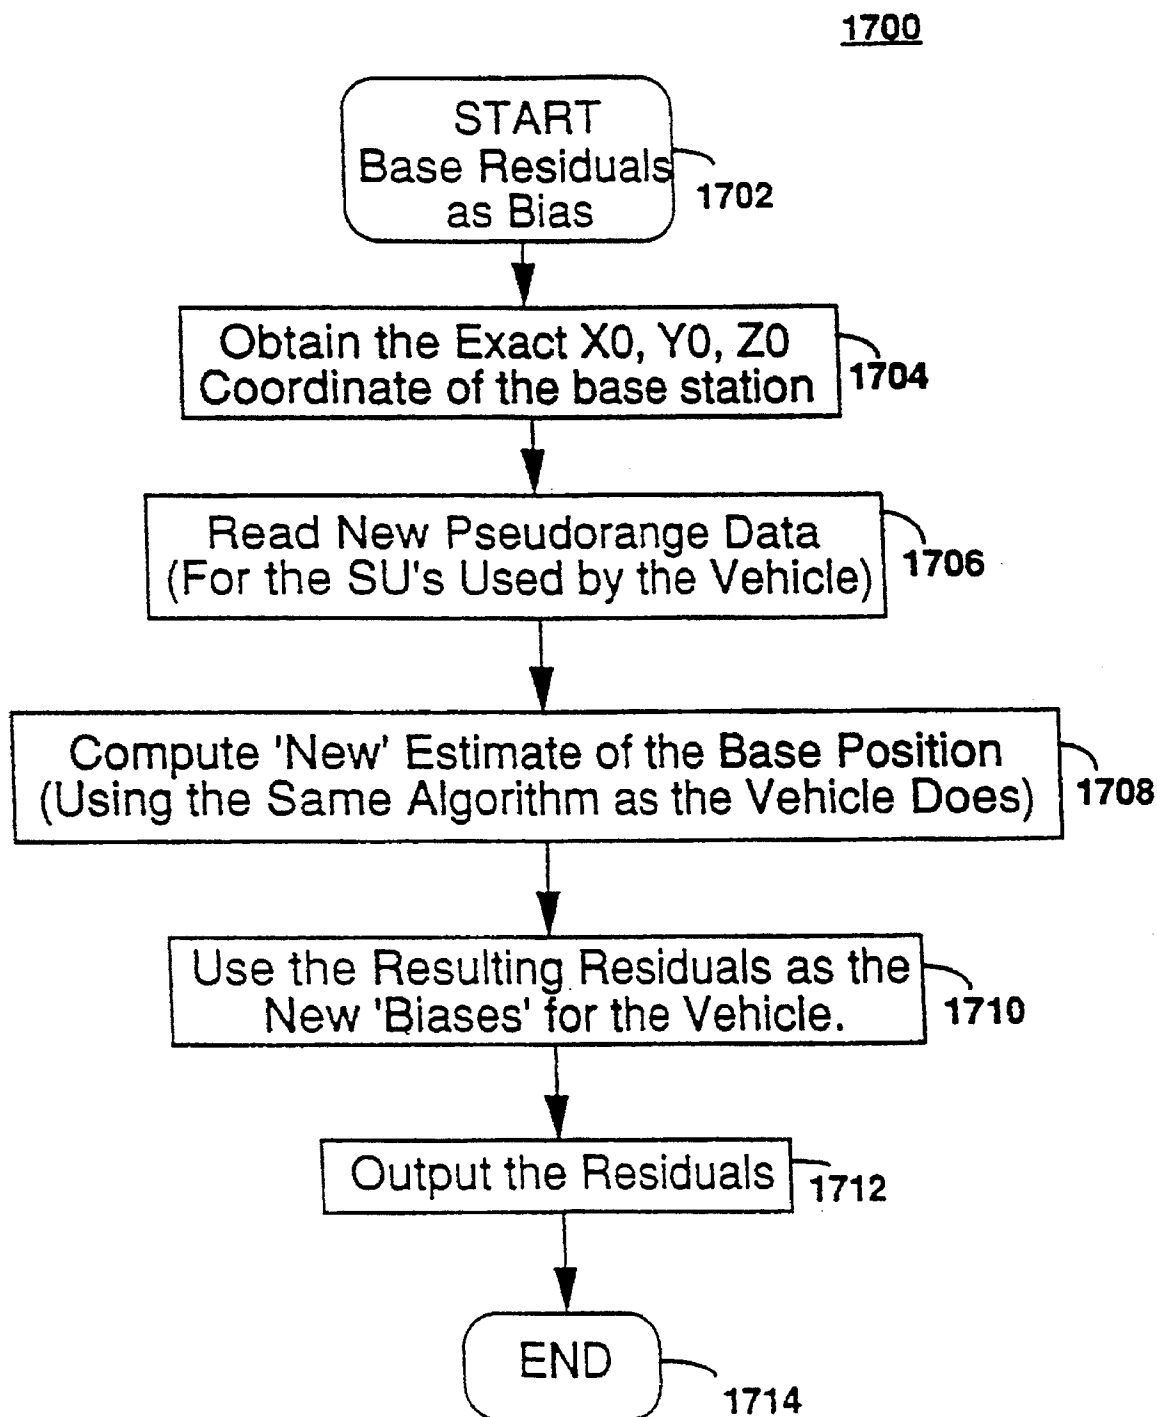 1700
START
Base Residuals
as Bias
1702
Obtain the Exact X0, Y0, Z0
Coordinate of the base station
1704
Read New Pseudorange Data
(For the SU's Used by the Vehicle)
1706
Compute 'New' Estimate of the Base Position
(Using the Same Algorithm as the Vehicle Does)
1708
Use the Resulting Residuals as the
New 'Biases' for the Vehicle.
1710
Output the Residuals
1712
END
1714